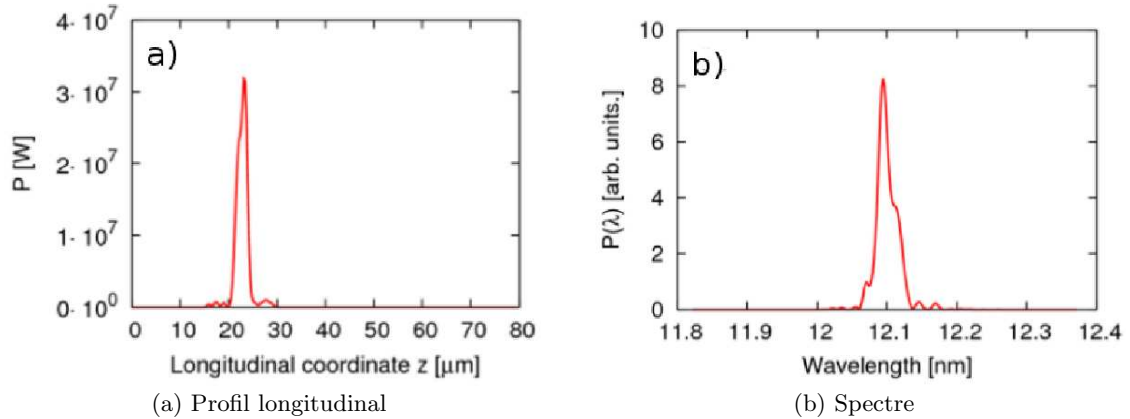 a)
P [W]
4· 10⁷
3· 10⁷
2· 10⁷
1· 10⁷
0· 10⁰
0 10 20 30 40 50 60 70 80
Longitudinal coordinate z [μm]
(a) Profil longitudinal
b)
P(λ) [arb. units.]
10
8
6
4
2
0
11.8 11.9 12 12.1 12.2 12.3 12.4
Wavelength [nm]
(b) Spectre